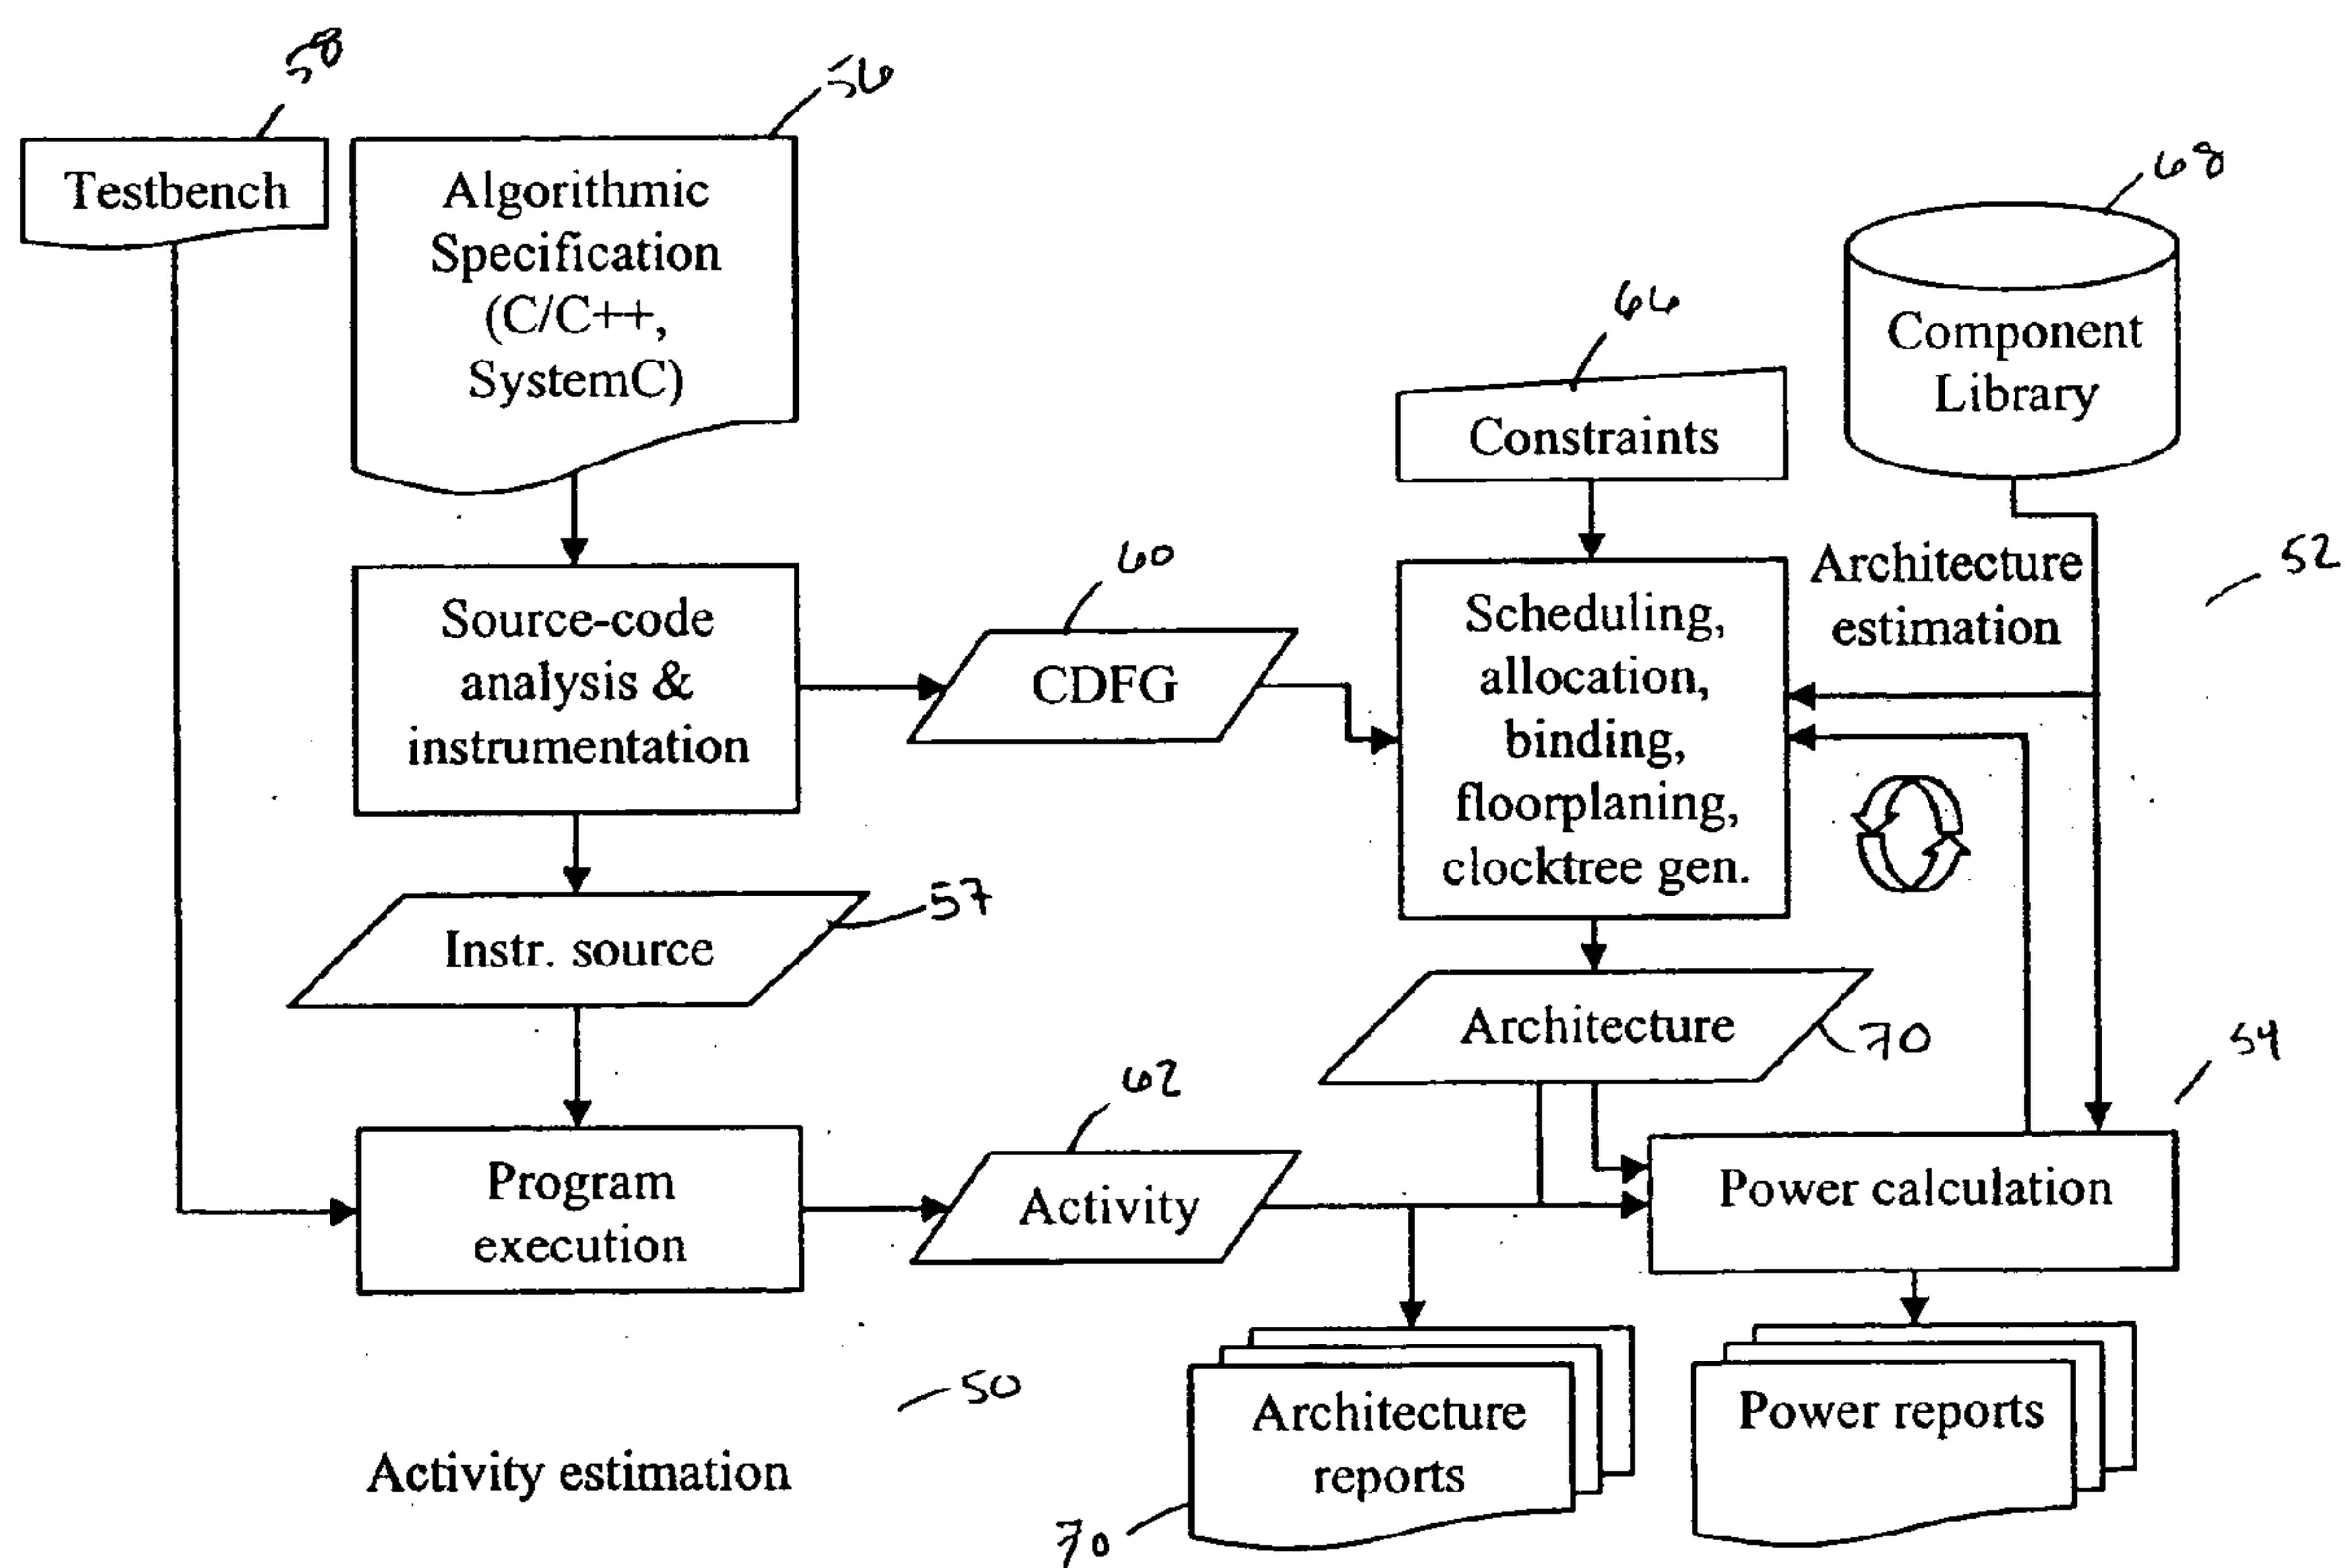 58
56
Testbench
Algorithmic
Specification
(C/C++,
SystemC)
68
Component
Library
66
Constraints
52
Architecture
estimation
60
CDFG
Source-code
analysis &
instrumentation
Scheduling,
allocation,
binding,
floorplaning,
clocktree gen.
57
Instr. source
Architecture
70
54
62
Program
execution
Activity
Power calculation
50
Activity estimation
Architecture
reports
70
Power reports